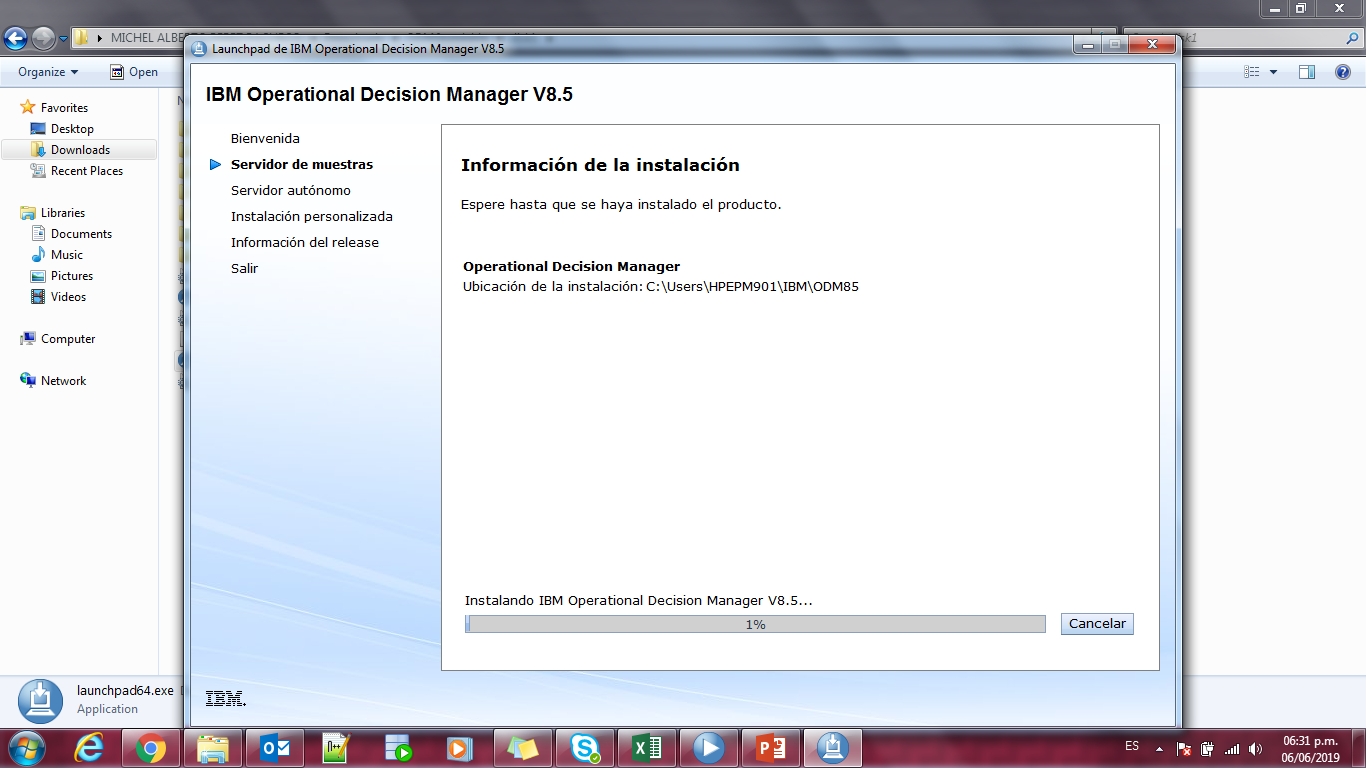 MICHEL ALBE
Launchpad de IBM Operational Decision Manager V8.5
Organize
Open
Favorites
Desktop
Downloads
Recent Places
Libraries
Documents
Music
Pictures
Videos
Computer
Network
IBM Operational Decision Manager V8.5
Bienvenida
Servidor de muestras
Servidor autónomo
Instalación personalizada
Información del release
Salir
Información de la instalación
Espere hasta que se haya instalado el producto.
Operational Decision Manager
Ubicación de la instalación: C:\Users\HPEPM901\IBM\ODM85
Instalando IBM Operational Decision Manager V8.5...
1%
Cancelar
IBM.
launchpad64.exe
Application
ES
06:31 p.m.
06/06/2019